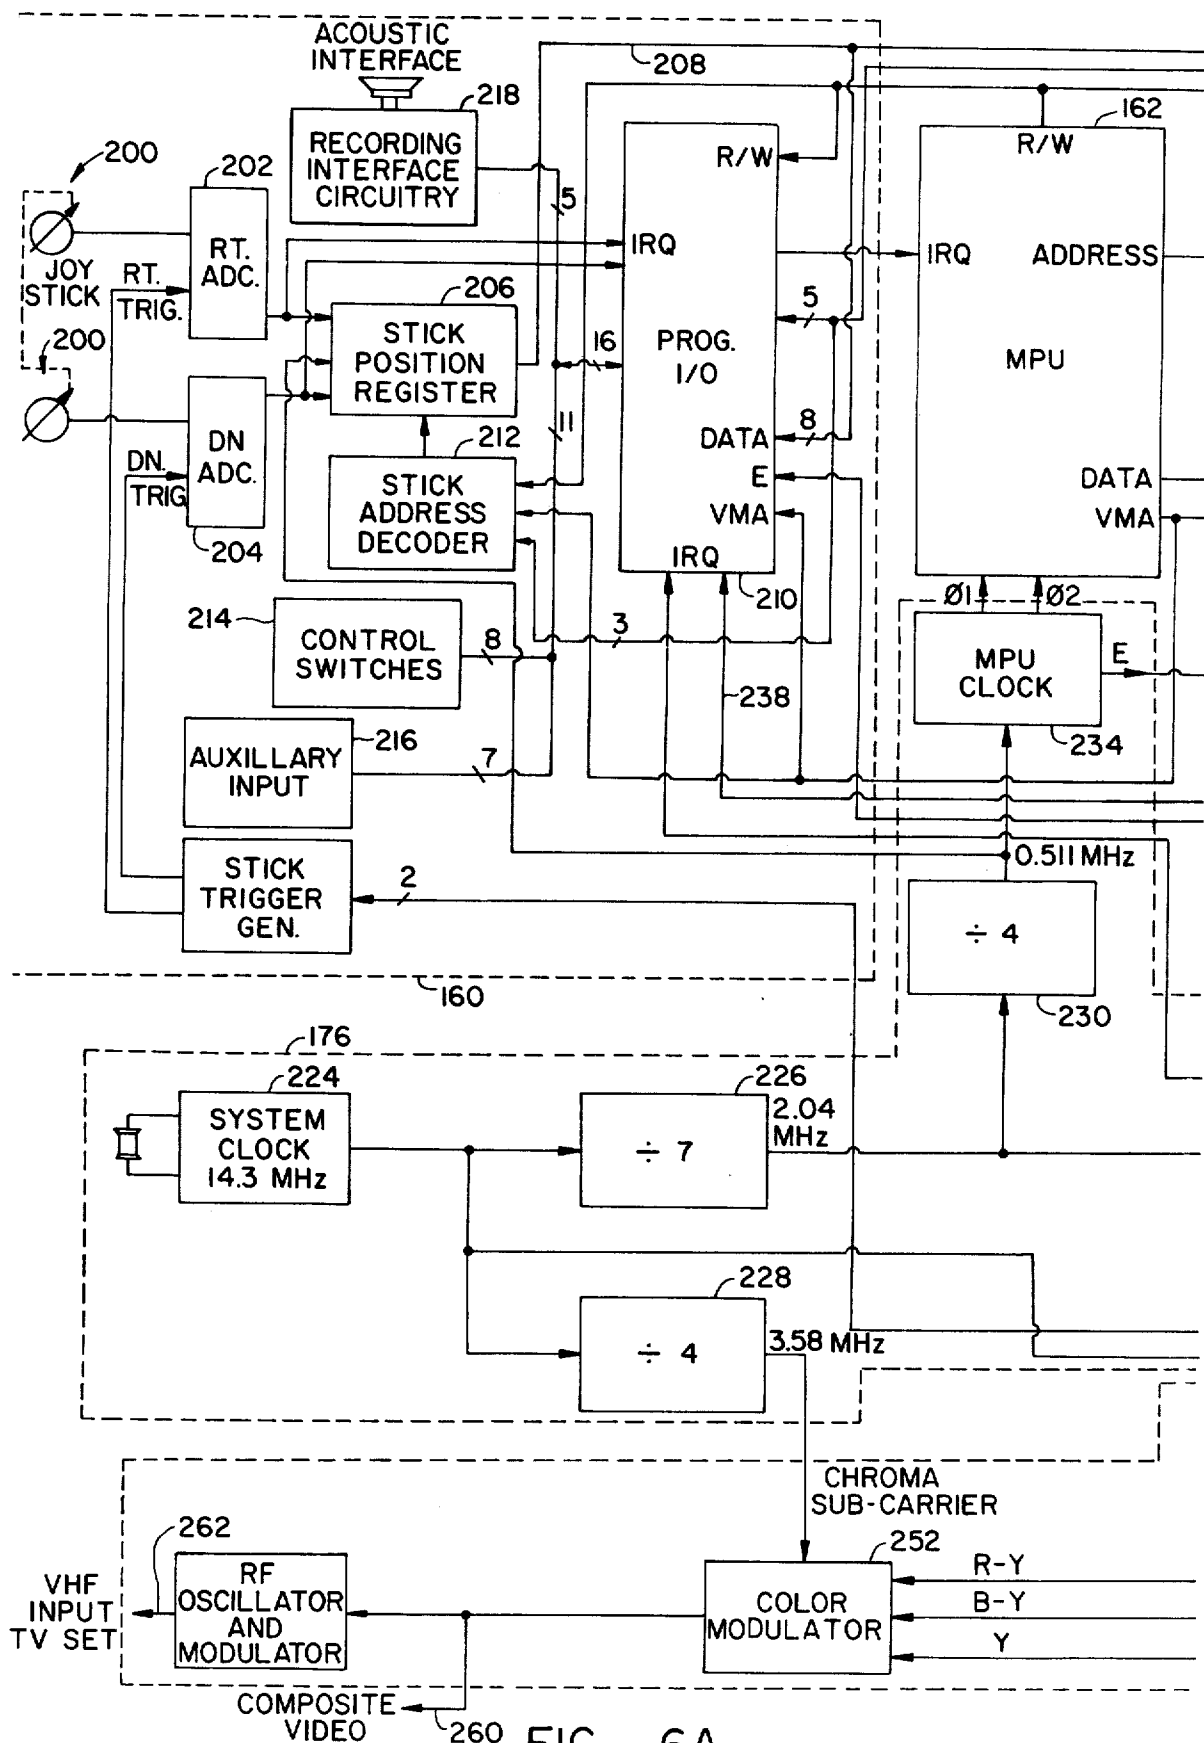 ACOUSTIC
INTERFACE
208
218
162
RECORDING
INTERFACE
CIRCUITRY
R/W
R/W
200
202
5
IRQ
IRQ
ADDRESS
RT.
ADC.
JOY
STICK
RT.
TRIG.
206
5
STICK
POSITION
REGISTER
16
PROG.
I/O
MPU
200
11
DN
ADC.
212
DATA
8
DN.
TRIG
STICK
ADDRESS
DECODER
E
DATA
VMA
VMA
204
IRQ
210
Ø1
Ø2
214
CONTROL
SWITCHES
8
3
MPU
CLOCK
E
238
234
216
AUXILLARY
INPUT
7
0.511 MHz
STICK
TRIGGER
GEN.
2
÷ 4
160
230
176
224
226
SYSTEM
CLOCK
14.3 MHz
2.04
MHz
÷ 7
228
÷ 4
3.58 MHz
CHROMA
SUB-CARRIER
262
252
VHF
INPUT
TV SET
RF
OSCILLATOR
AND
MODULATOR
COLOR
MODULATOR
R-Y
B-Y
Y
COMPOSITE
VIDEO
260
FIG. 6A